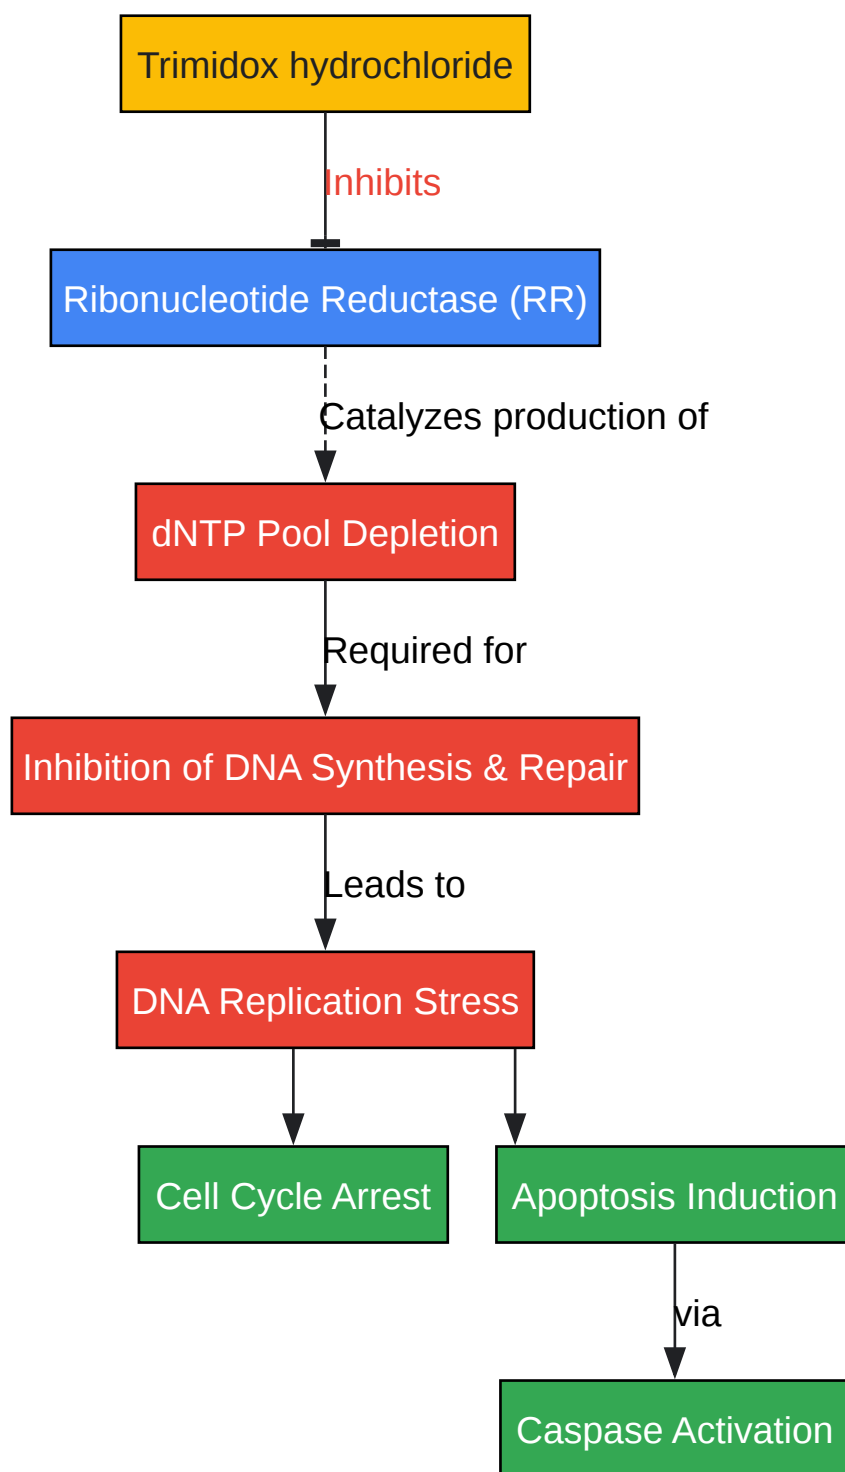 Trimidox hydrochloride
Inhibits
Ribonucleotide Reductase (RR)
Catalyzes production of
dNTP Pool Depletion
Required for
Inhibition of DNA Synthesis & Repair
Leads to
DNA Replication Stress
Cell Cycle Arrest
Apoptosis Induction
via
Caspase Activation